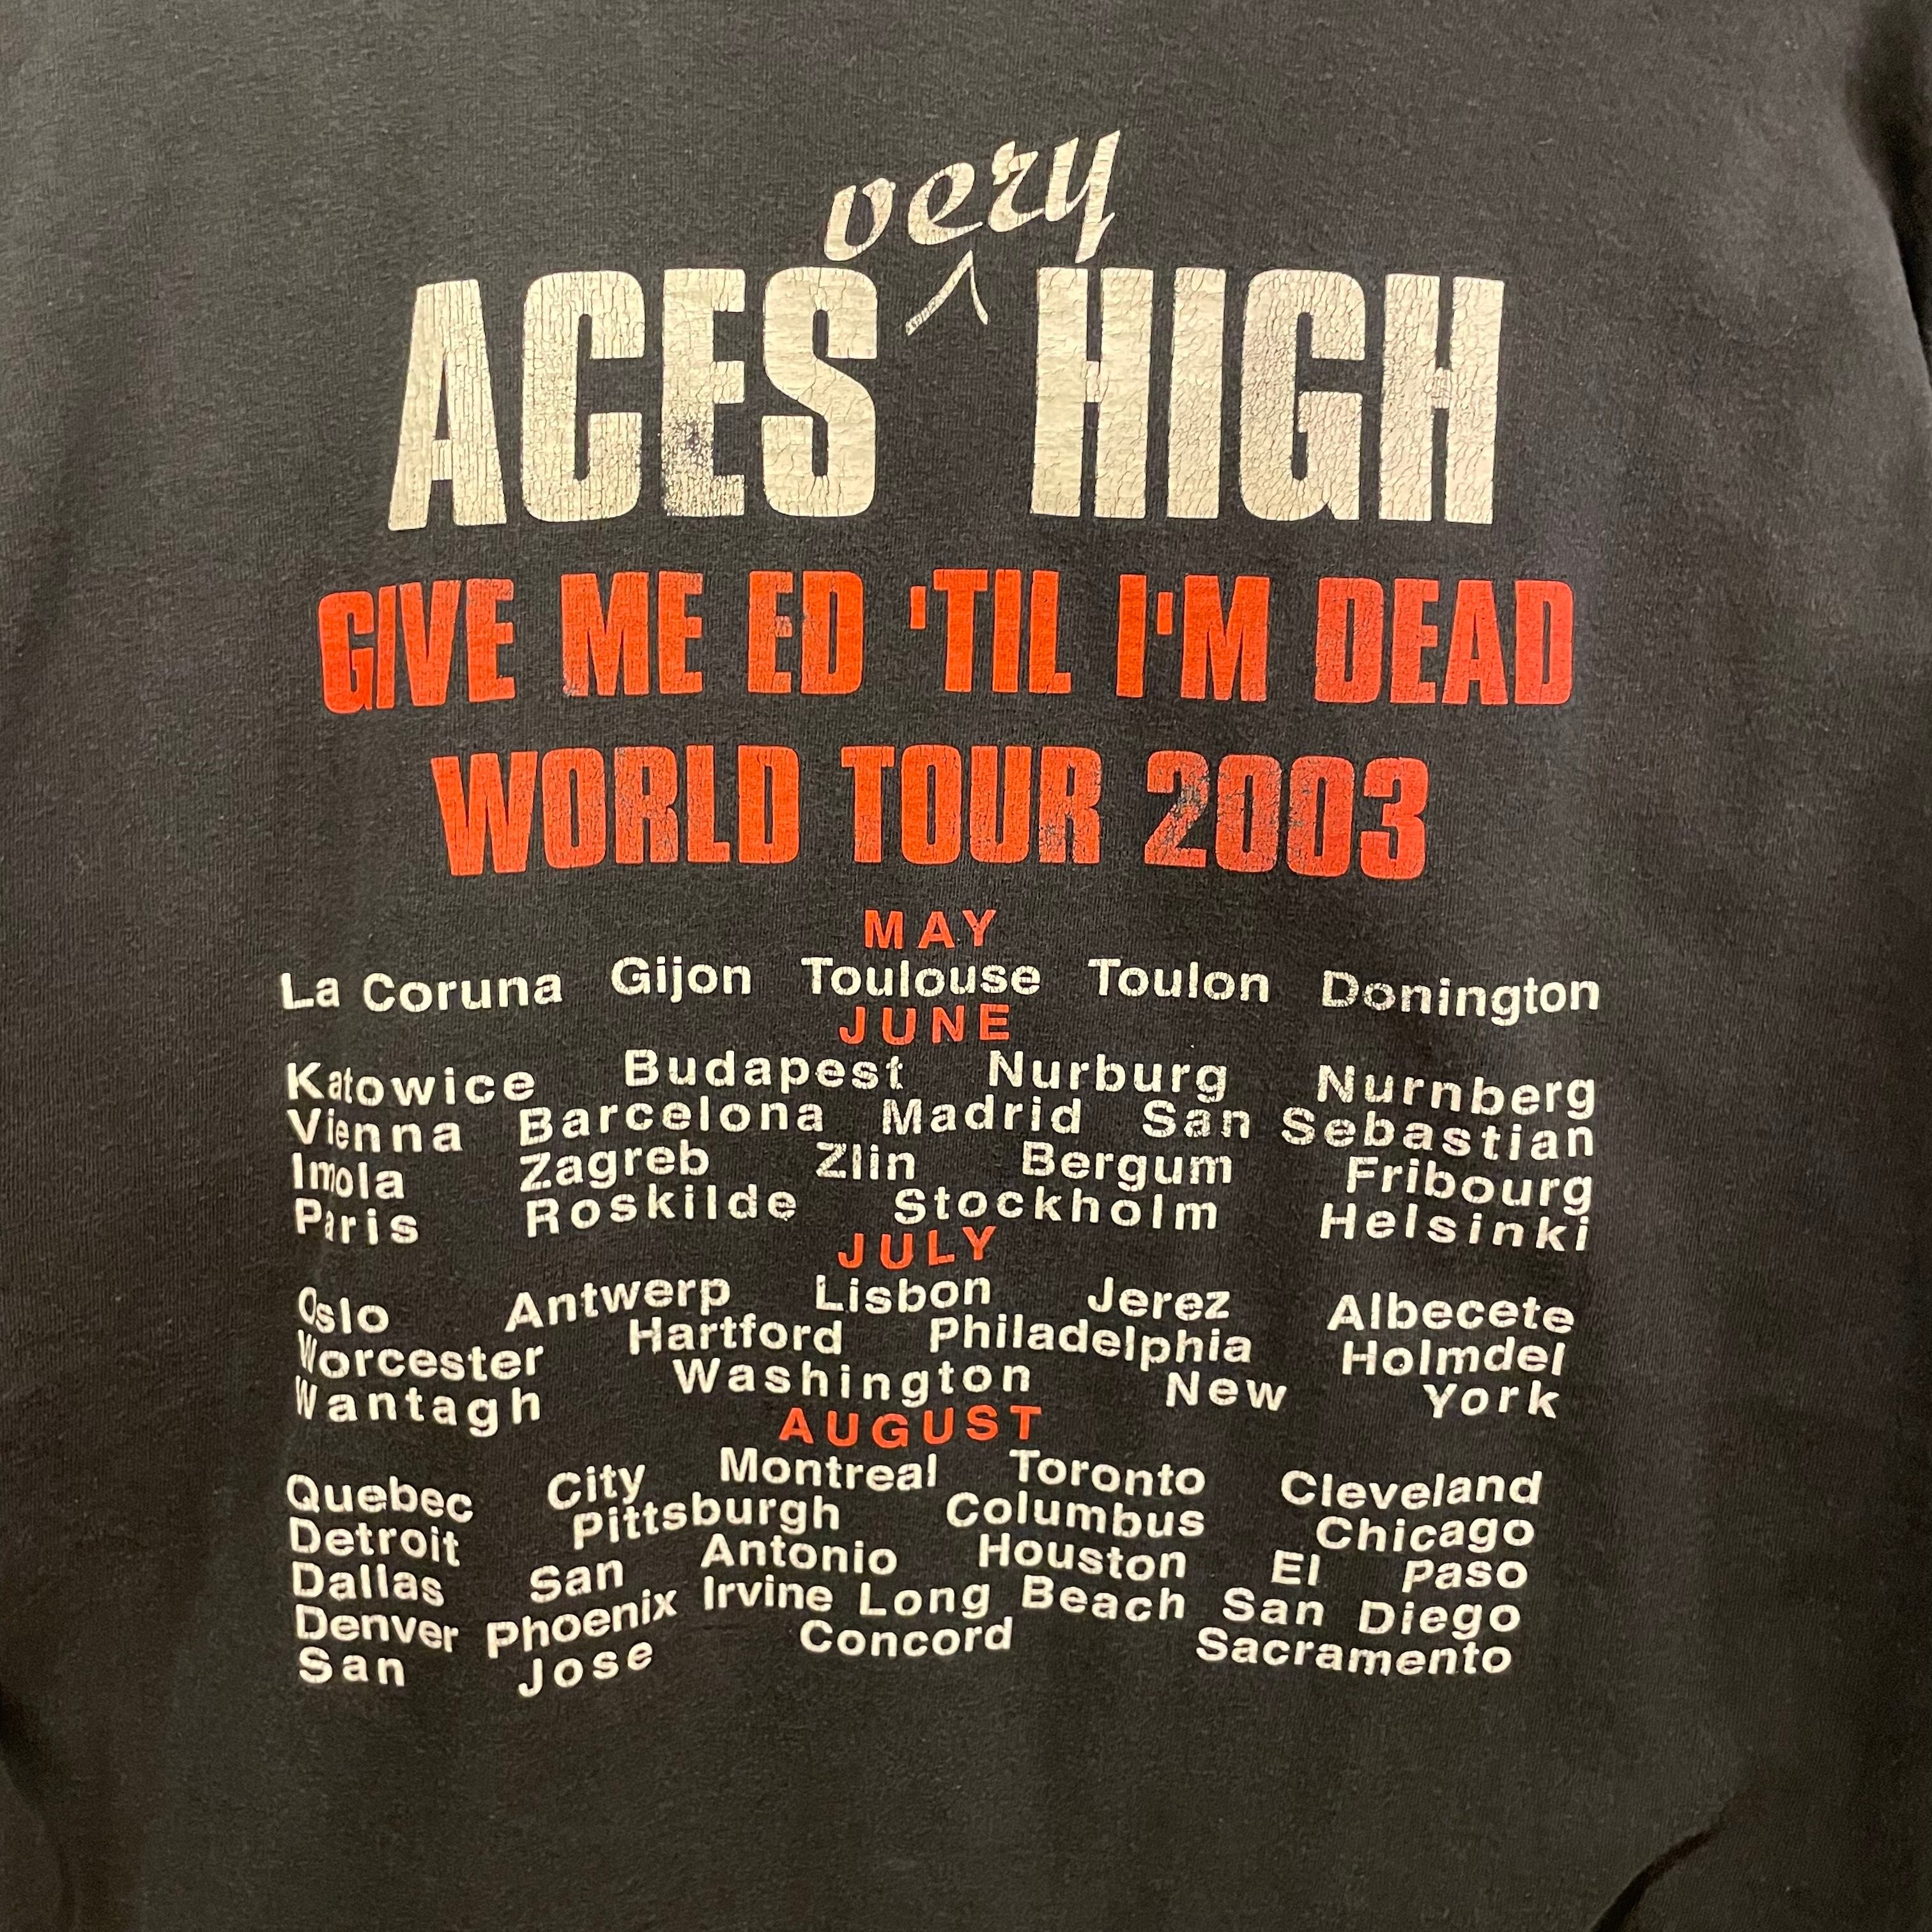 very
ACES HIGH
GIVE ME ED 'TIL I'M DEAD
WORLD TOUR 2003
MAY
La Coruna Gijon Toulouse Toulon Donington
JUNE
Katowice Budapest Nurburg Nurnberg
Vienna Barcelona Madrid San Sebastian
Imola Zagreb Zlin Bergum Fribourg
Paris Roskilde Stockholm Helsinki
JULY
Oslo Antwerp Lisbon Jerez Albecete
Worcester Hartford Philadelphia Holmdel
Wantagh Washington New York
AUGUST
Quebec City Montreal Toronto Cleveland
Detroit Pittsburgh Columbus Chicago
Dallas San Antonio Houston El Paso
Denver Phoenix Irvine Long Beach San Diego
San Jose Concord Sacramento